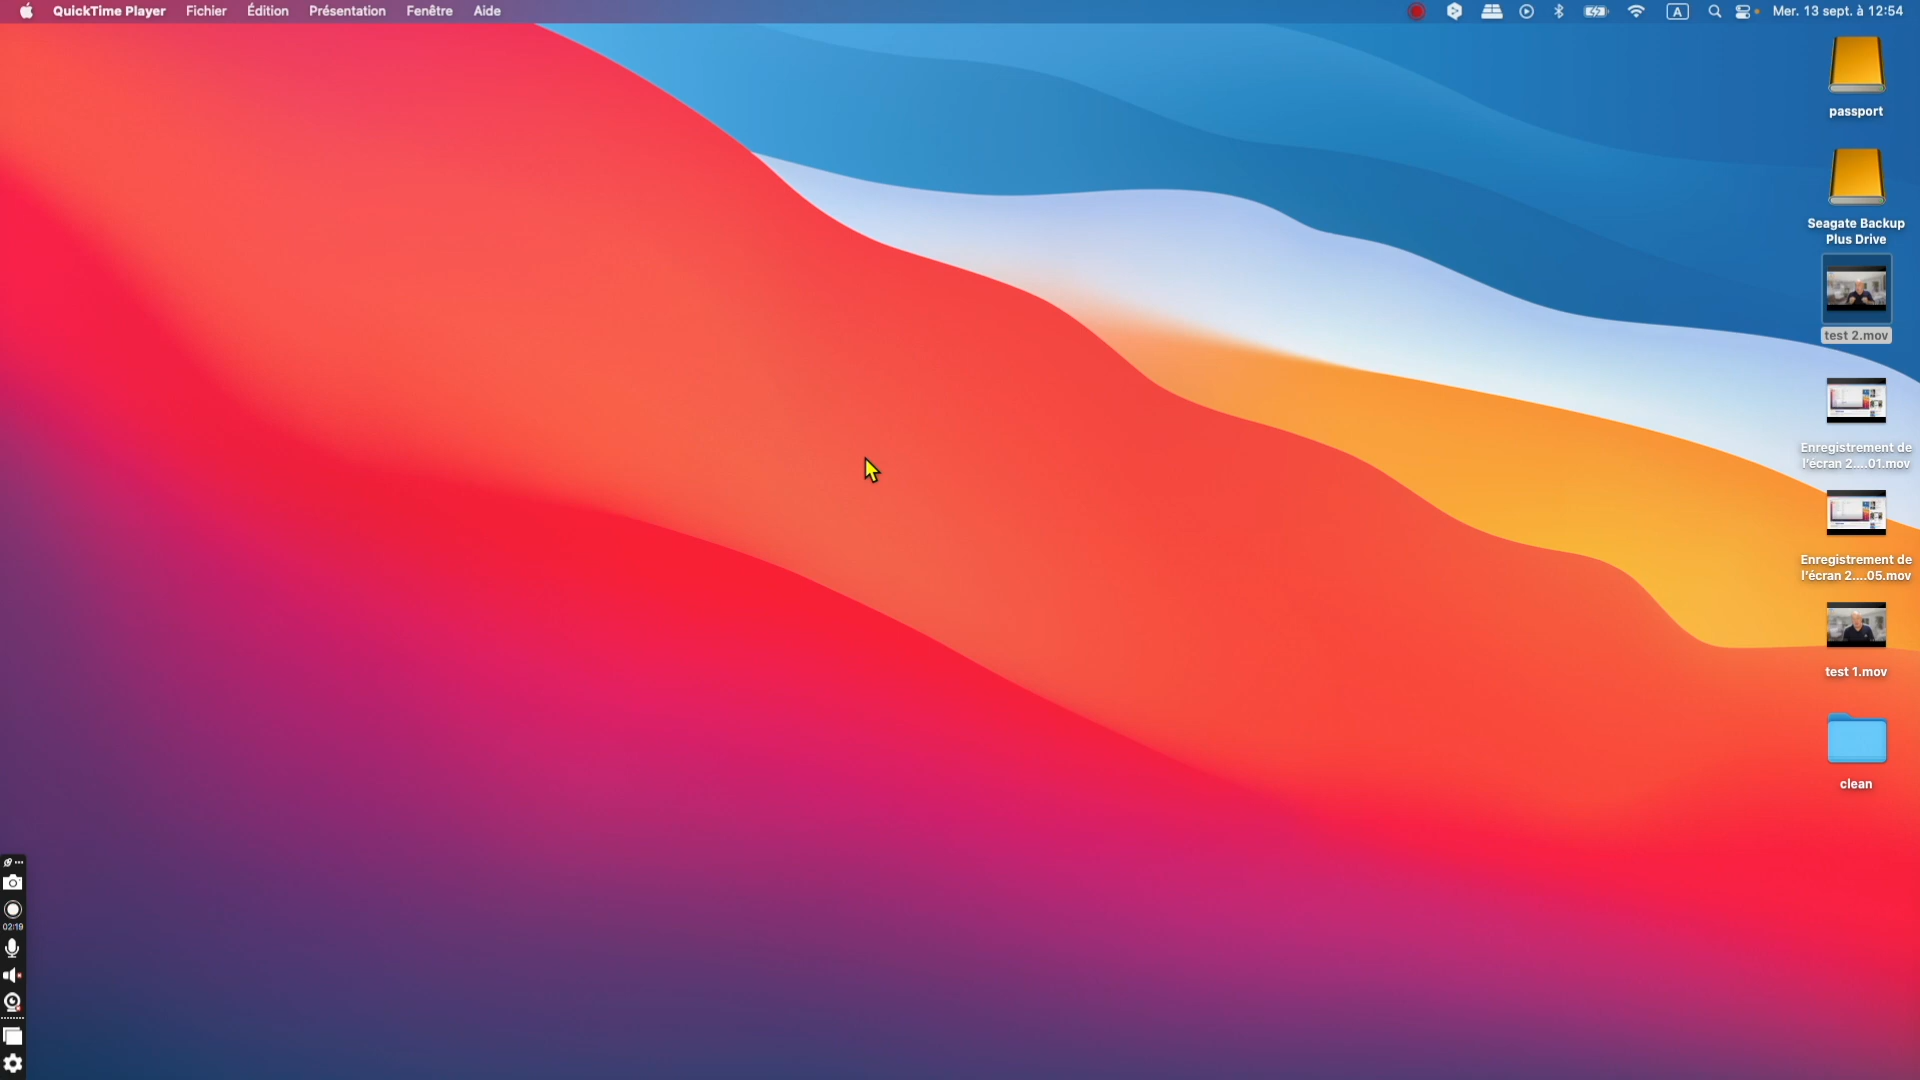 QuickTime Player Fichier Édition Présentation Fenêtre Aide A Mer. 13 sept. à 12:54
passport
Seagate Backup
Plus Drive
test 2.mov
Enregistrement de
l'écran 2....01.mov
Enregistrement de
l'écran 2....05.mov
test 1.mov
clean
02:19